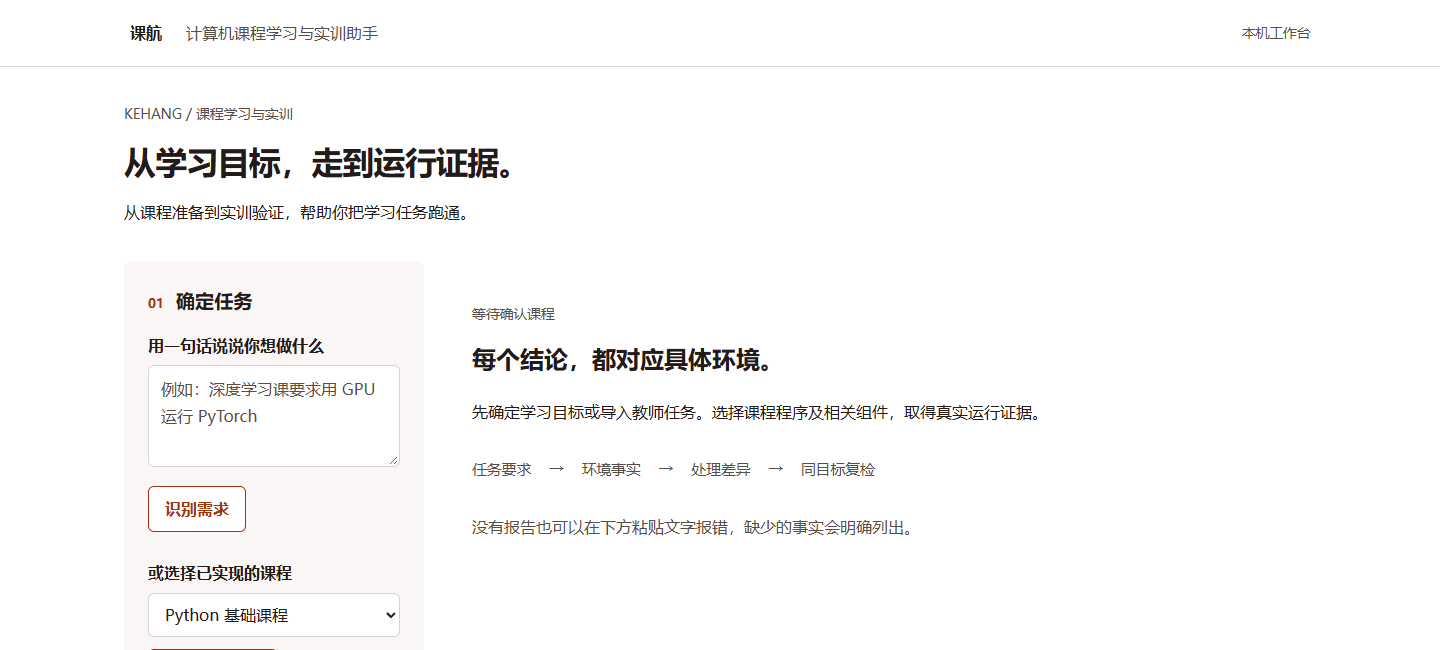 课航 计算机课程学习与实训助手 本机工作台
KEHANG / 课程学习与实训
从学习目标，走到运行证据。
从课程准备到实训验证，帮助你把学习任务跑通。
01 确定任务
用一句话说说你想做什么
例如：深度学习课要求用 GPU
运行 PyTorch
识别需求
或选择已实现的课程
Python 基础课程
等待确认课程
每个结论，都对应具体环境。
先确定学习目标或导入教师任务。选择课程程序及相关组件，取得真实运行证据。
任务要求 → 环境事实 → 处理差异 → 同目标复检
没有报告也可以在下方粘贴文字报错，缺少的事实会明确列出。